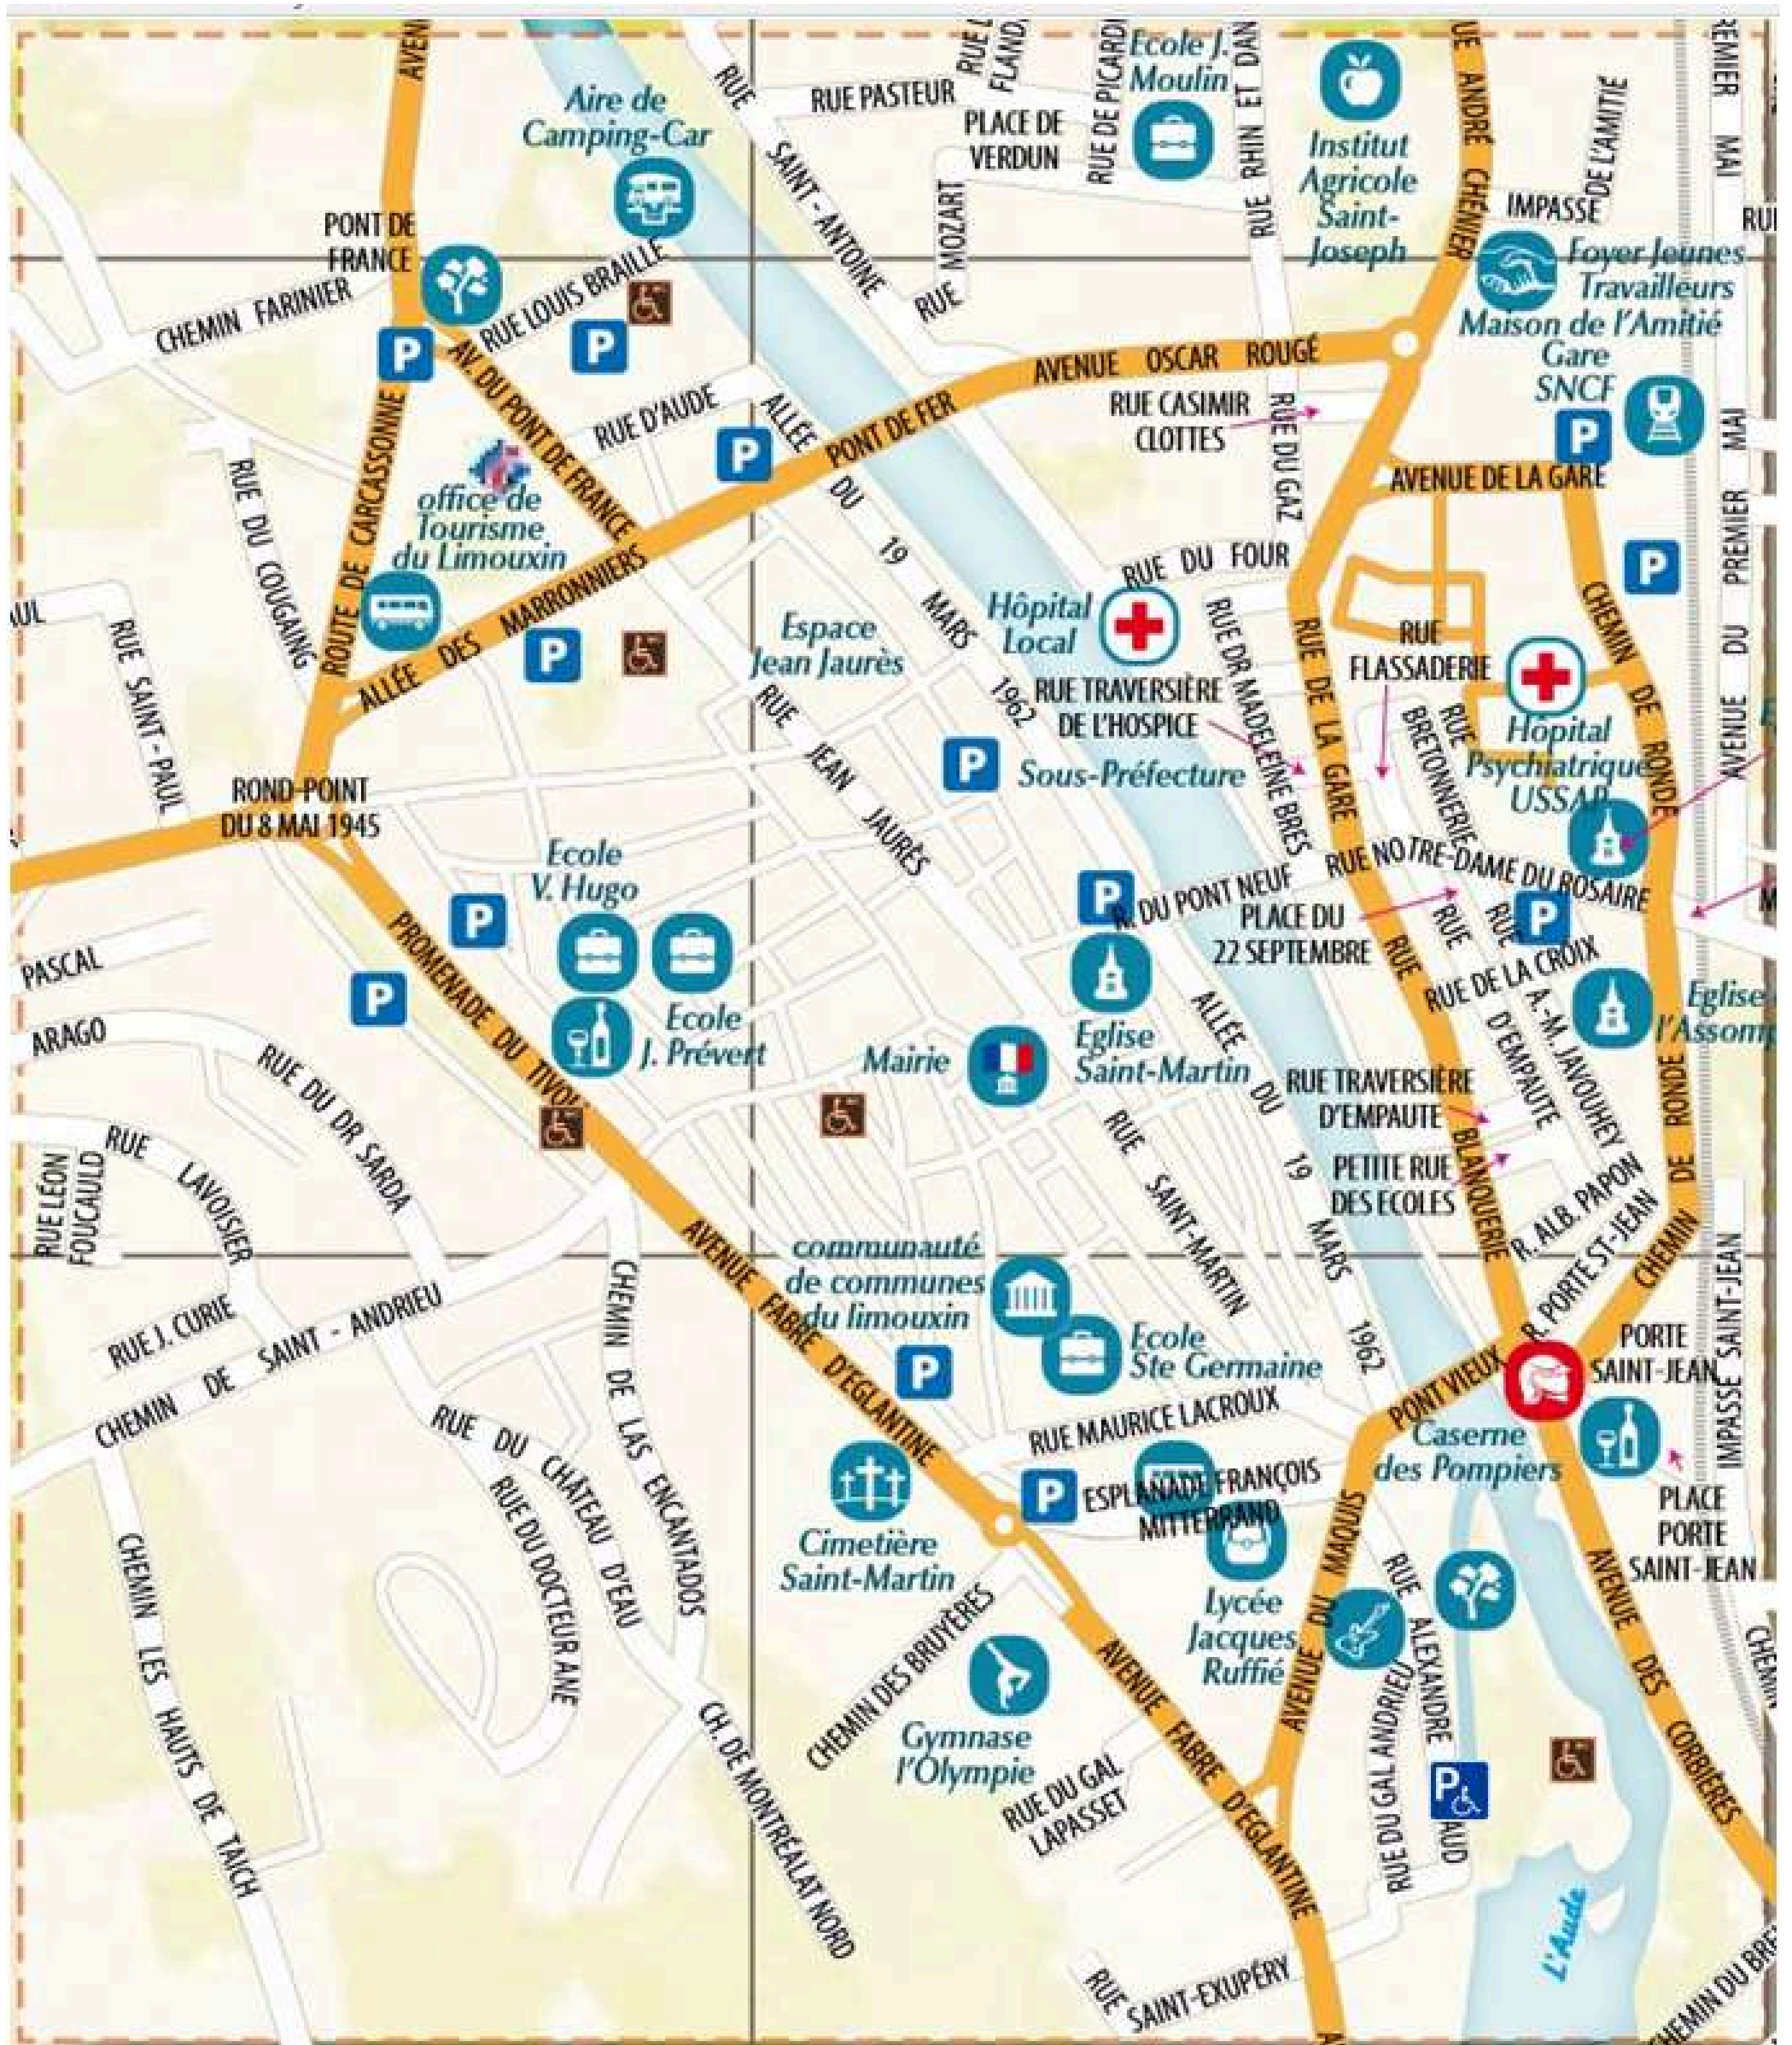 AVEN
RUE PASTEUR
PLACE DE
VERDUN
RUE DE PICARDI
Ecole J.
Moulin
RUE RHIN ET DAN
Institut
Agricole
Saint-
Joseph
UE ANDRÉ CHÉNIER
IMPASSE DE L'AMITIÉ
Aire de
Camping-Car
RUE SAINT-ANTOINE
RUE MOZART
PONT DE
FRANCE
CHEMIN FARINIER
RUE LOUIS BRAILLE
P
P
AV. DU PONT DE FRANCE
RUE D'AUDE
P
PONT DE FER
AVENUE OSCAR ROUGÉ
RUE CASIMIR
CLOTTES
RUE DU GAZ
Foyer Jeunes
Travailleurs
Maison de l'Amitié
Gare
SNCF
P
AVENUE DE LA GARE
P
AVENUE DU PREMIER MAI
office de
Tourisme
du Limouxin
ROUTE DE CARCASSONNE
RUE DU COUGAING
ALLÉE DES MARRONNIERS
P
RUE SAINT-PAUL
ALLÉE DU 19 MARS 1962
Espace
Jean Jaurès
RUE JEAN JAURÈS
Hôpital
Local
RUE DU FOUR
RUE DR MADELEINE BRES
RUE TRAVERSIÈRE
DE L'HOSPICE
P
Sous-Préfecture
RUE
FLASSADERIE
RUE DE LA GARE
RUE BRETONNERIE
Hôpital
Psychiatrique
USSAP
CHEMIN DE RONDE
ROND-POINT
DU 8 MAI 1945
Ecole
V. Hugo
P
P
PROMENADE DU TIVOLI
Ecole
J. Prévert
PASCAL
ARAGO
RUE DU DR SARDA
P
R. DU PONT NEUF
RUE NOTRE-DAME DU ROSAIRE
PLACE DU
22 SEPTEMBRE
P
RUE DE LA CROIX
RUE D'EMPAUTE
RUE A.-M. JAVOUHEY
Eglise
l'Assomp
Mairie
Eglise
Saint-Martin
ALLÉE DU 19 MARS 1962
RUE TRAVERSIÈRE
D'EMPAUTE
PETITE RUE
DES ECOLES
RUE BLANQUERIE
R. ALB. PAPON
R. PORTE ST-JEAN
CHEMIN DE RONDE
RUE SAINT-MARTIN
RUE LÉON
FOUCAULD
RUE LAVOISIER
RUE J. CURIE
CHEMIN DE SAINT-ANDRIEU
CHEMIN DE LAS ENCANTADOS
AVENUE FABRE D'EGLANTINE
communauté
de communes
du limouxin
P
Ecole
Ste Germaine
RUE MAURICE LACROUX
PONT VIEUX
PORTE
SAINT-JEAN
IMPASSE SAINT-JEAN
Caserne
des Pompiers
PLACE
PORTE
SAINT-JEAN
P
ESPLANADE FRANÇOIS
MITTERRAND
RUE DU CHÂTEAU D'EAU
RUE DU DOCTEUR ANE
Cimetière
Saint-Martin
Lycée
Jacques
Ruffié
AVENUE DU MAQUIS
CHEMIN LES HAUTS DE TAICH
CHEMIN DES BRUYÈRES
Gymnase
l'Olympie
AVENUE FABRE D'EGLANTINE
RUE DU GAL
LAPASSET
RUE DU GAL ANDRIEU
RUE ALEXANDRE
AUD
P
AVENUE DES CORBIÈRES
CH. DE MONTRÉALAT NORD
RUE SAINT-EXUPÉRY
L'Aude